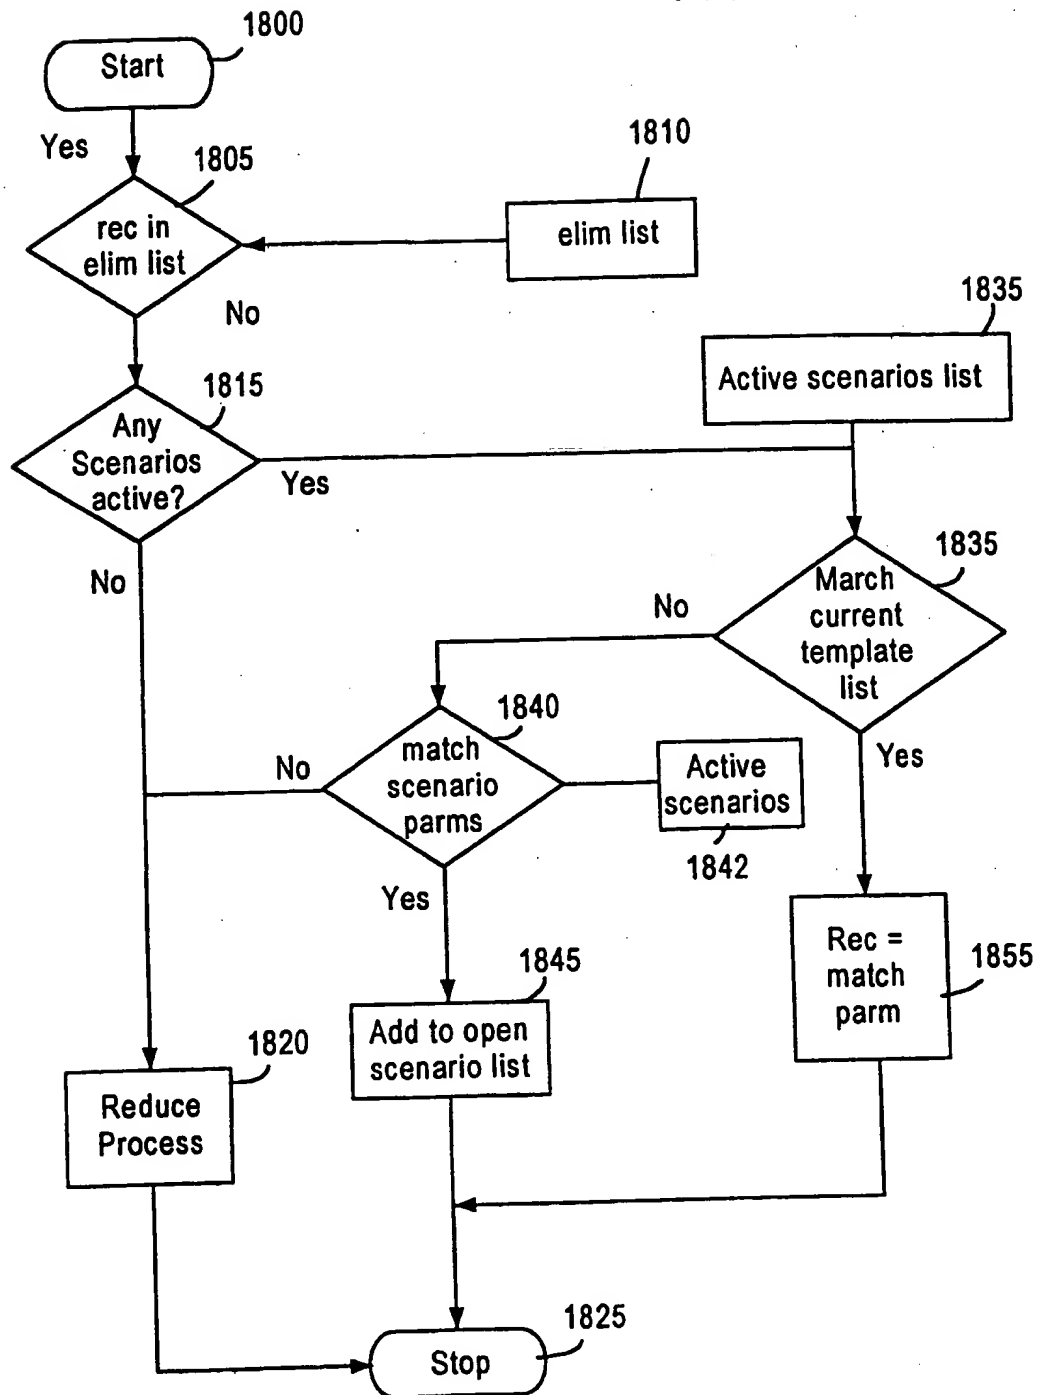 1800
Start
Yes
1805
1810
rec in
elim list
elim list
No
1835
Active scenarios list
1815
Any
Scenarios
active?
Yes
No
1835
March
current
template
list
No
1840
match
scenario
parms
No
Active
scenarios
1842
Yes
Yes
Rec =
match
parm
1855
1845
Add to open
scenario list
1820
Reduce
Process
1825
Stop